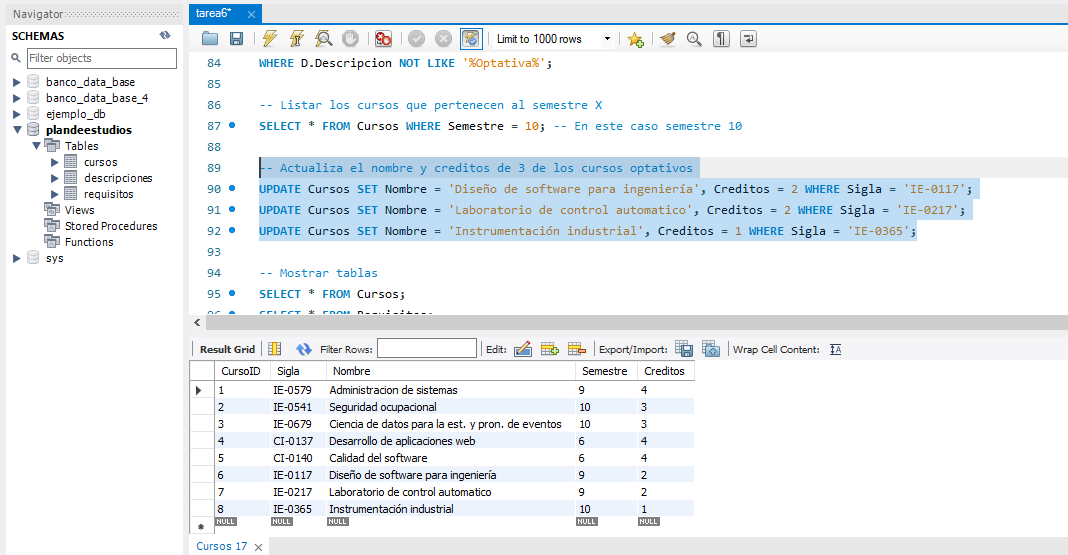 Navigator
SCHEMAS
Filter objects
banco_data_base
banco_data_base_4
ejemplo_db
plandeestudios
Tables
cursos
descripciones
requisitos
Views
Stored Procedures
Functions
sys
tarea6*
Limit to 1000 rows
84 WHERE D.Descripcion NOT LIKE '%Optativa%';
85
86 -- Listar los cursos que pertenecen al semestre X
87 SELECT * FROM Cursos WHERE Semestre = 10; -- En este caso semestre 10
88
89 -- Actualiza el nombre y creditos de 3 de los cursos optativos
90 UPDATE Cursos SET Nombre = 'Diseño de software para ingeniería', Creditos = 2 WHERE Sigla = 'IE-0117';
91 UPDATE Cursos SET Nombre = 'Laboratorio de control automatico', Creditos = 2 WHERE Sigla = 'IE-0217';
92 UPDATE Cursos SET Nombre = 'Instrumentación industrial', Creditos = 1 WHERE Sigla = 'IE-0365';
93
94 -- Mostrar tablas
95 SELECT * FROM Cursos;
96 SELECT * FROM Requisitos;
Result Grid Filter Rows: Edit: Export/Import: Wrap Cell Content: IA
CursoID Sigla Nombre Semestre Creditos
1 IE-0579 Administracion de sistemas 9 4
2 IE-0541 Seguridad ocupacional 10 3
3 IE-0679 Ciencia de datos para la est. y pron. de eventos 10 3
4 CI-0137 Desarrollo de aplicaciones web 6 4
5 CI-0140 Calidad del software 6 4
6 IE-0117 Diseño de software para ingeniería 9 2
7 IE-0217 Laboratorio de control automatico 9 2
8 IE-0365 Instrumentación industrial 10 1
NULL NULL NULL NULL NULL
Cursos 17